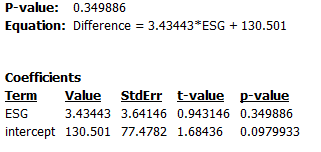 P-value: 0.349886
Equation: Difference = 3.43443*ESG + 130.501
Coefficients
Term Value StdErr t-value p-value
ESG 3.43443 3.64146 0.943146 0.349886
intercept 130.501 77.4782 1.68436 0.0979933